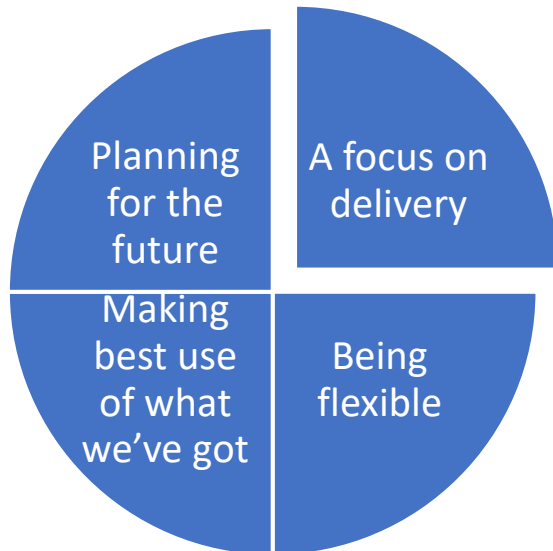 Planning
for the
future
A focus on
delivery
Making
best use
of what
we've got
Being
flexible